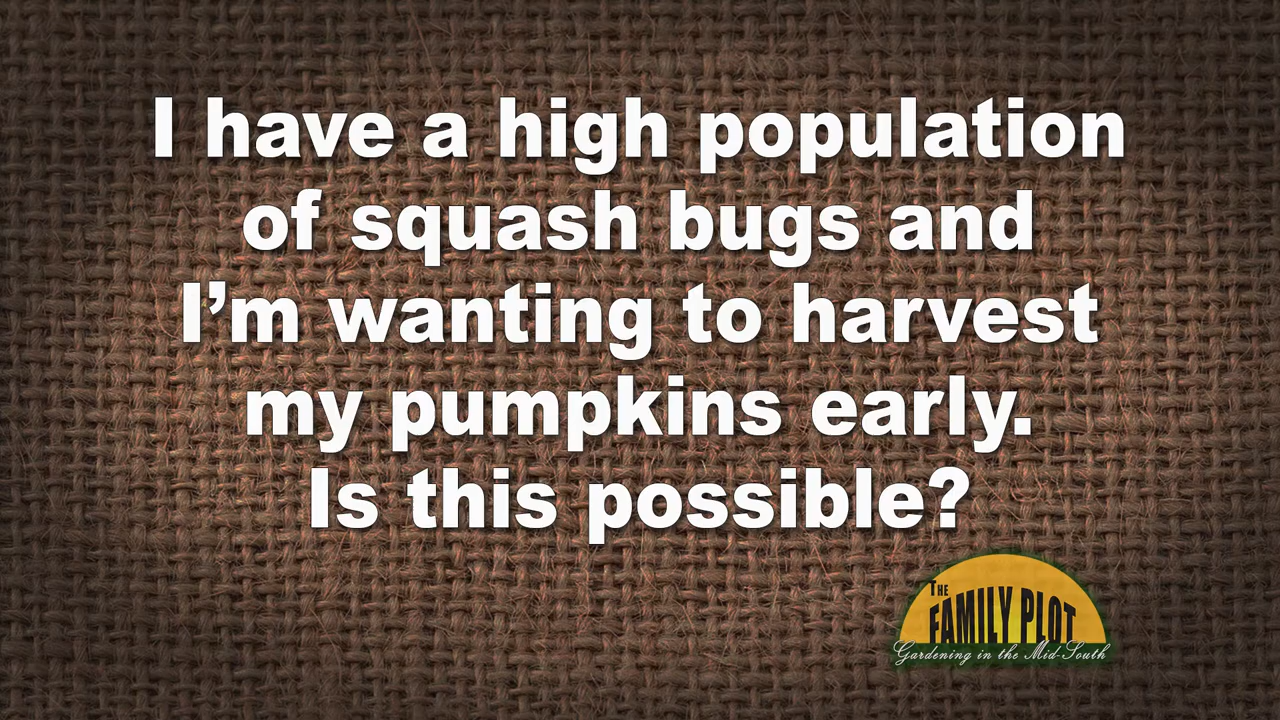 I have a high population
of squash bugs and
I’m wanting to harvest
my pumpkins early.
Is this possible?
THE
FAMILY PLOT
Gardening in the Mid-South